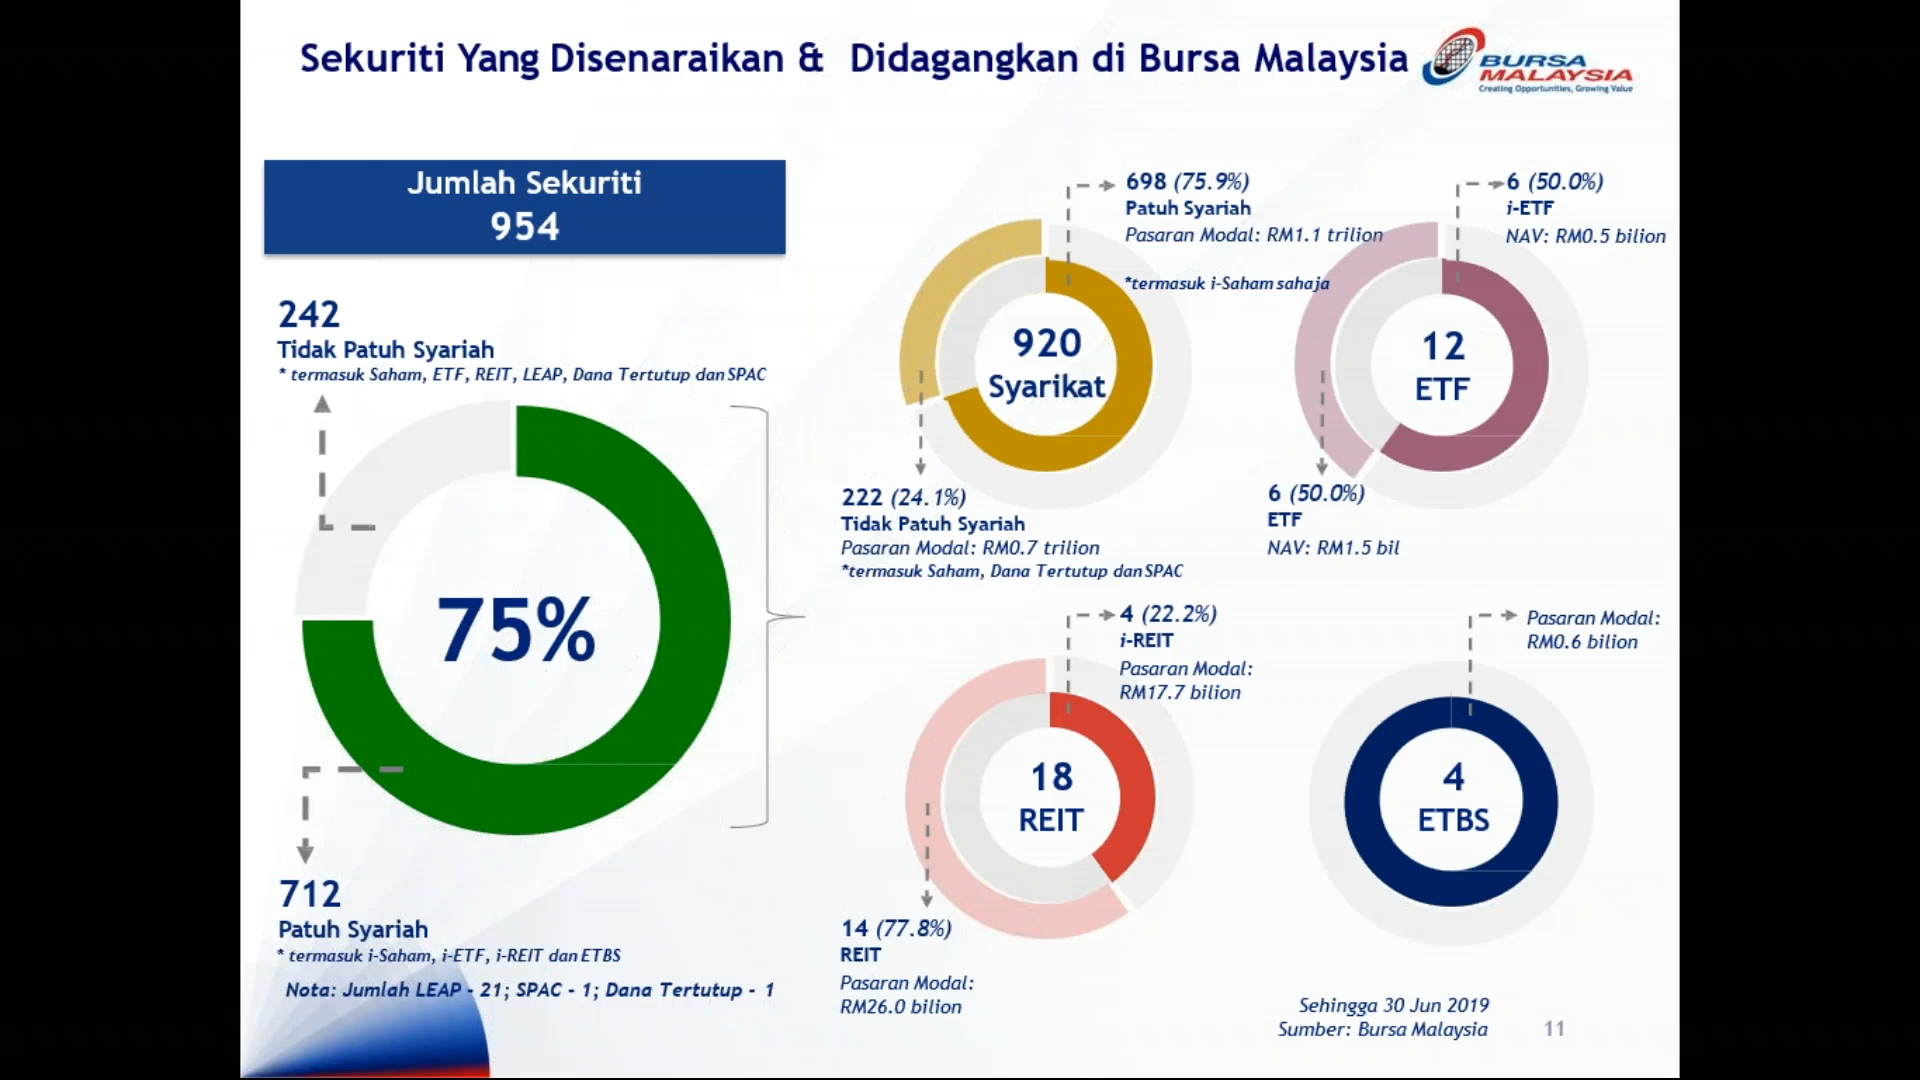 Sekuriti Yang Disenaraikan & Didagangkan di Bursa Malaysia
BURSA
MALAYSIA
Creating Opportunities, Growing Value
Jumlah Sekuriti
954
242
Tidak Patuh Syariah
* termasuk Saham, ETF, REIT, LEAP, Dana Tertutup dan SPAC
75%
712
Patuh Syariah
* termasuk i-Saham, i-ETF, i-REIT dan ETBS
Nota: Jumlah LEAP - 21; SPAC - 1; Dana Tertutup - 1
698 (75.9%)
Patuh Syariah
Pasaran Modal: RM1.1 trilion
*termasuk i-Saham sahaja
920
Syarikat
222 (24.1%)
Tidak Patuh Syariah
Pasaran Modal: RM0.7 trilion
*termasuk Saham, Dana Tertutup dan SPAC
6 (50.0%)
i-ETF
NAV: RM0.5 bilion
12
ETF
6 (50.0%)
ETF
NAV: RM1.5 bil
4 (22.2%)
i-REIT
Pasaran Modal:
RM17.7 bilion
18
REIT
14 (77.8%)
REIT
Pasaran Modal:
RM26.0 bilion
Pasaran Modal:
RM0.6 bilion
4
ETBS
Sehingga 30 Jun 2019
Sumber: Bursa Malaysia
11